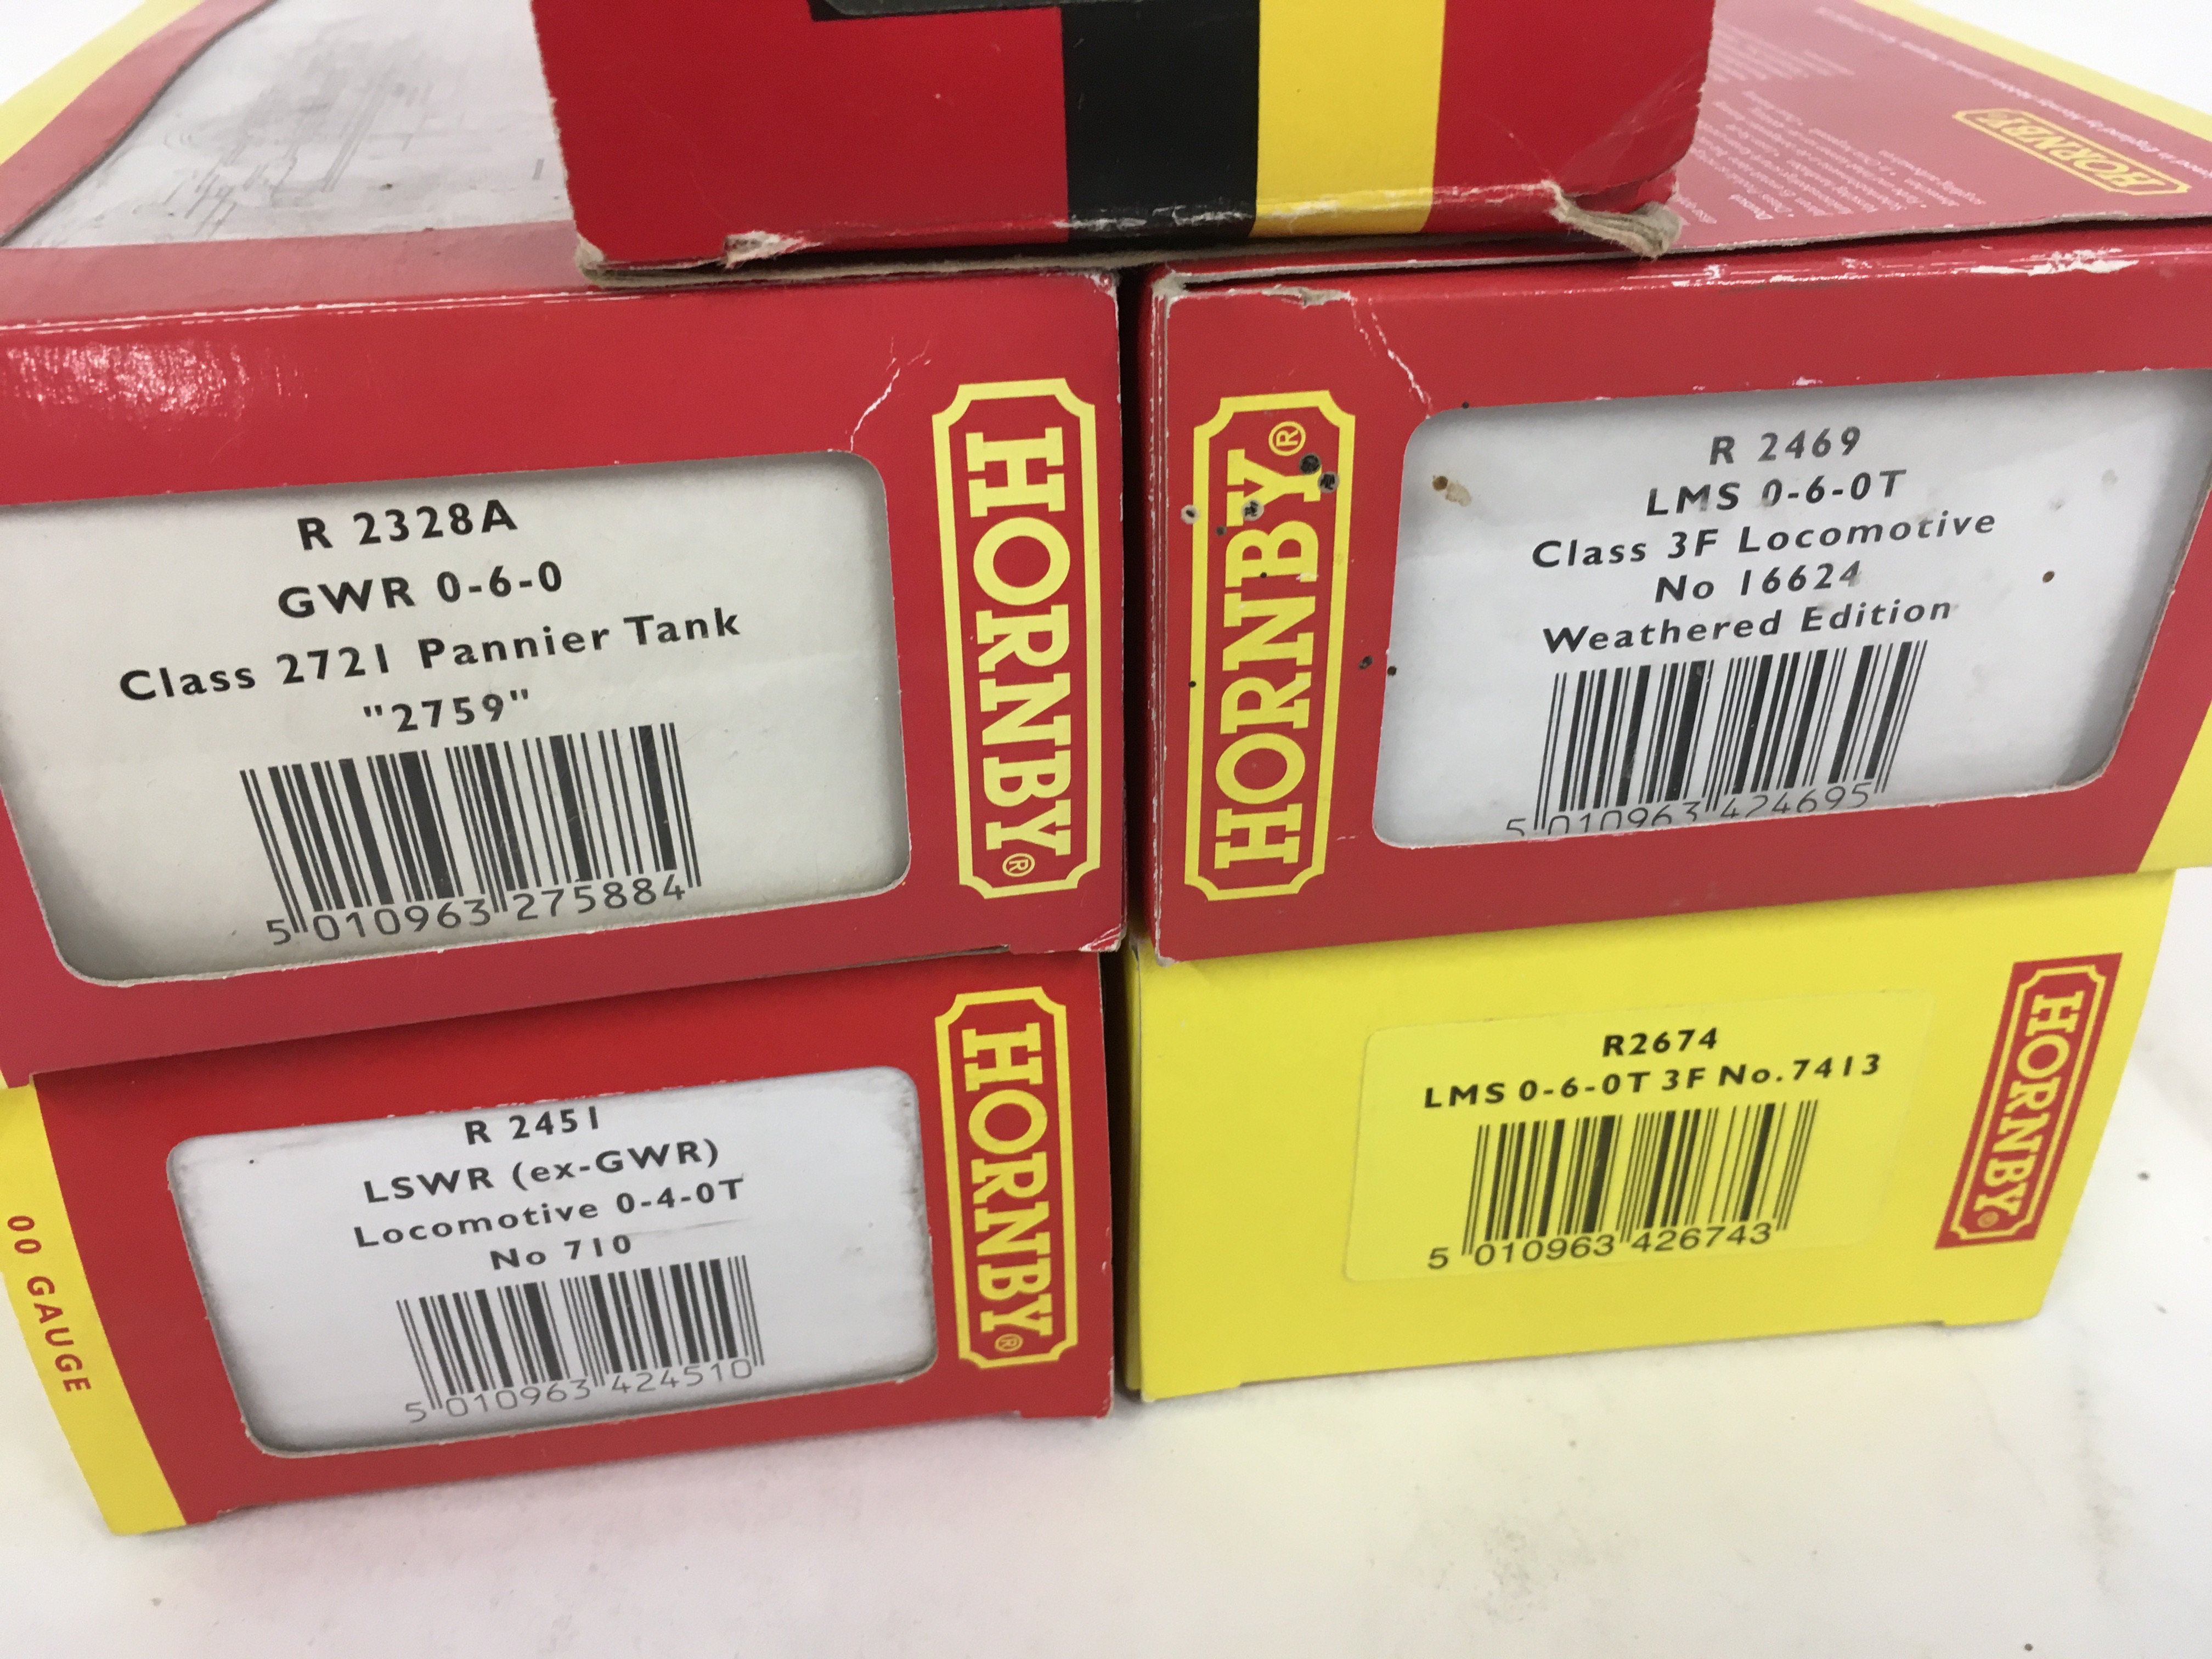 HORNBY
R 2328A
GWR 0-6-0
Class 2721 Pannier Tank
"2759"
5 010963 275884
HORNBY®
R 2469
LMS 0-6-0T
Class 3F Locomotive
No 16624
Weathered Edition
5 010963 424695
HORNBY®
R 2451
LSWR (ex-GWR)
Locomotive 0-4-0T
No 710
5 010963 424510
HORNBY®
00 GAUGE
R2674
LMS 0-6-0T 3F No.7413
5 010963 426743
HORNBY®